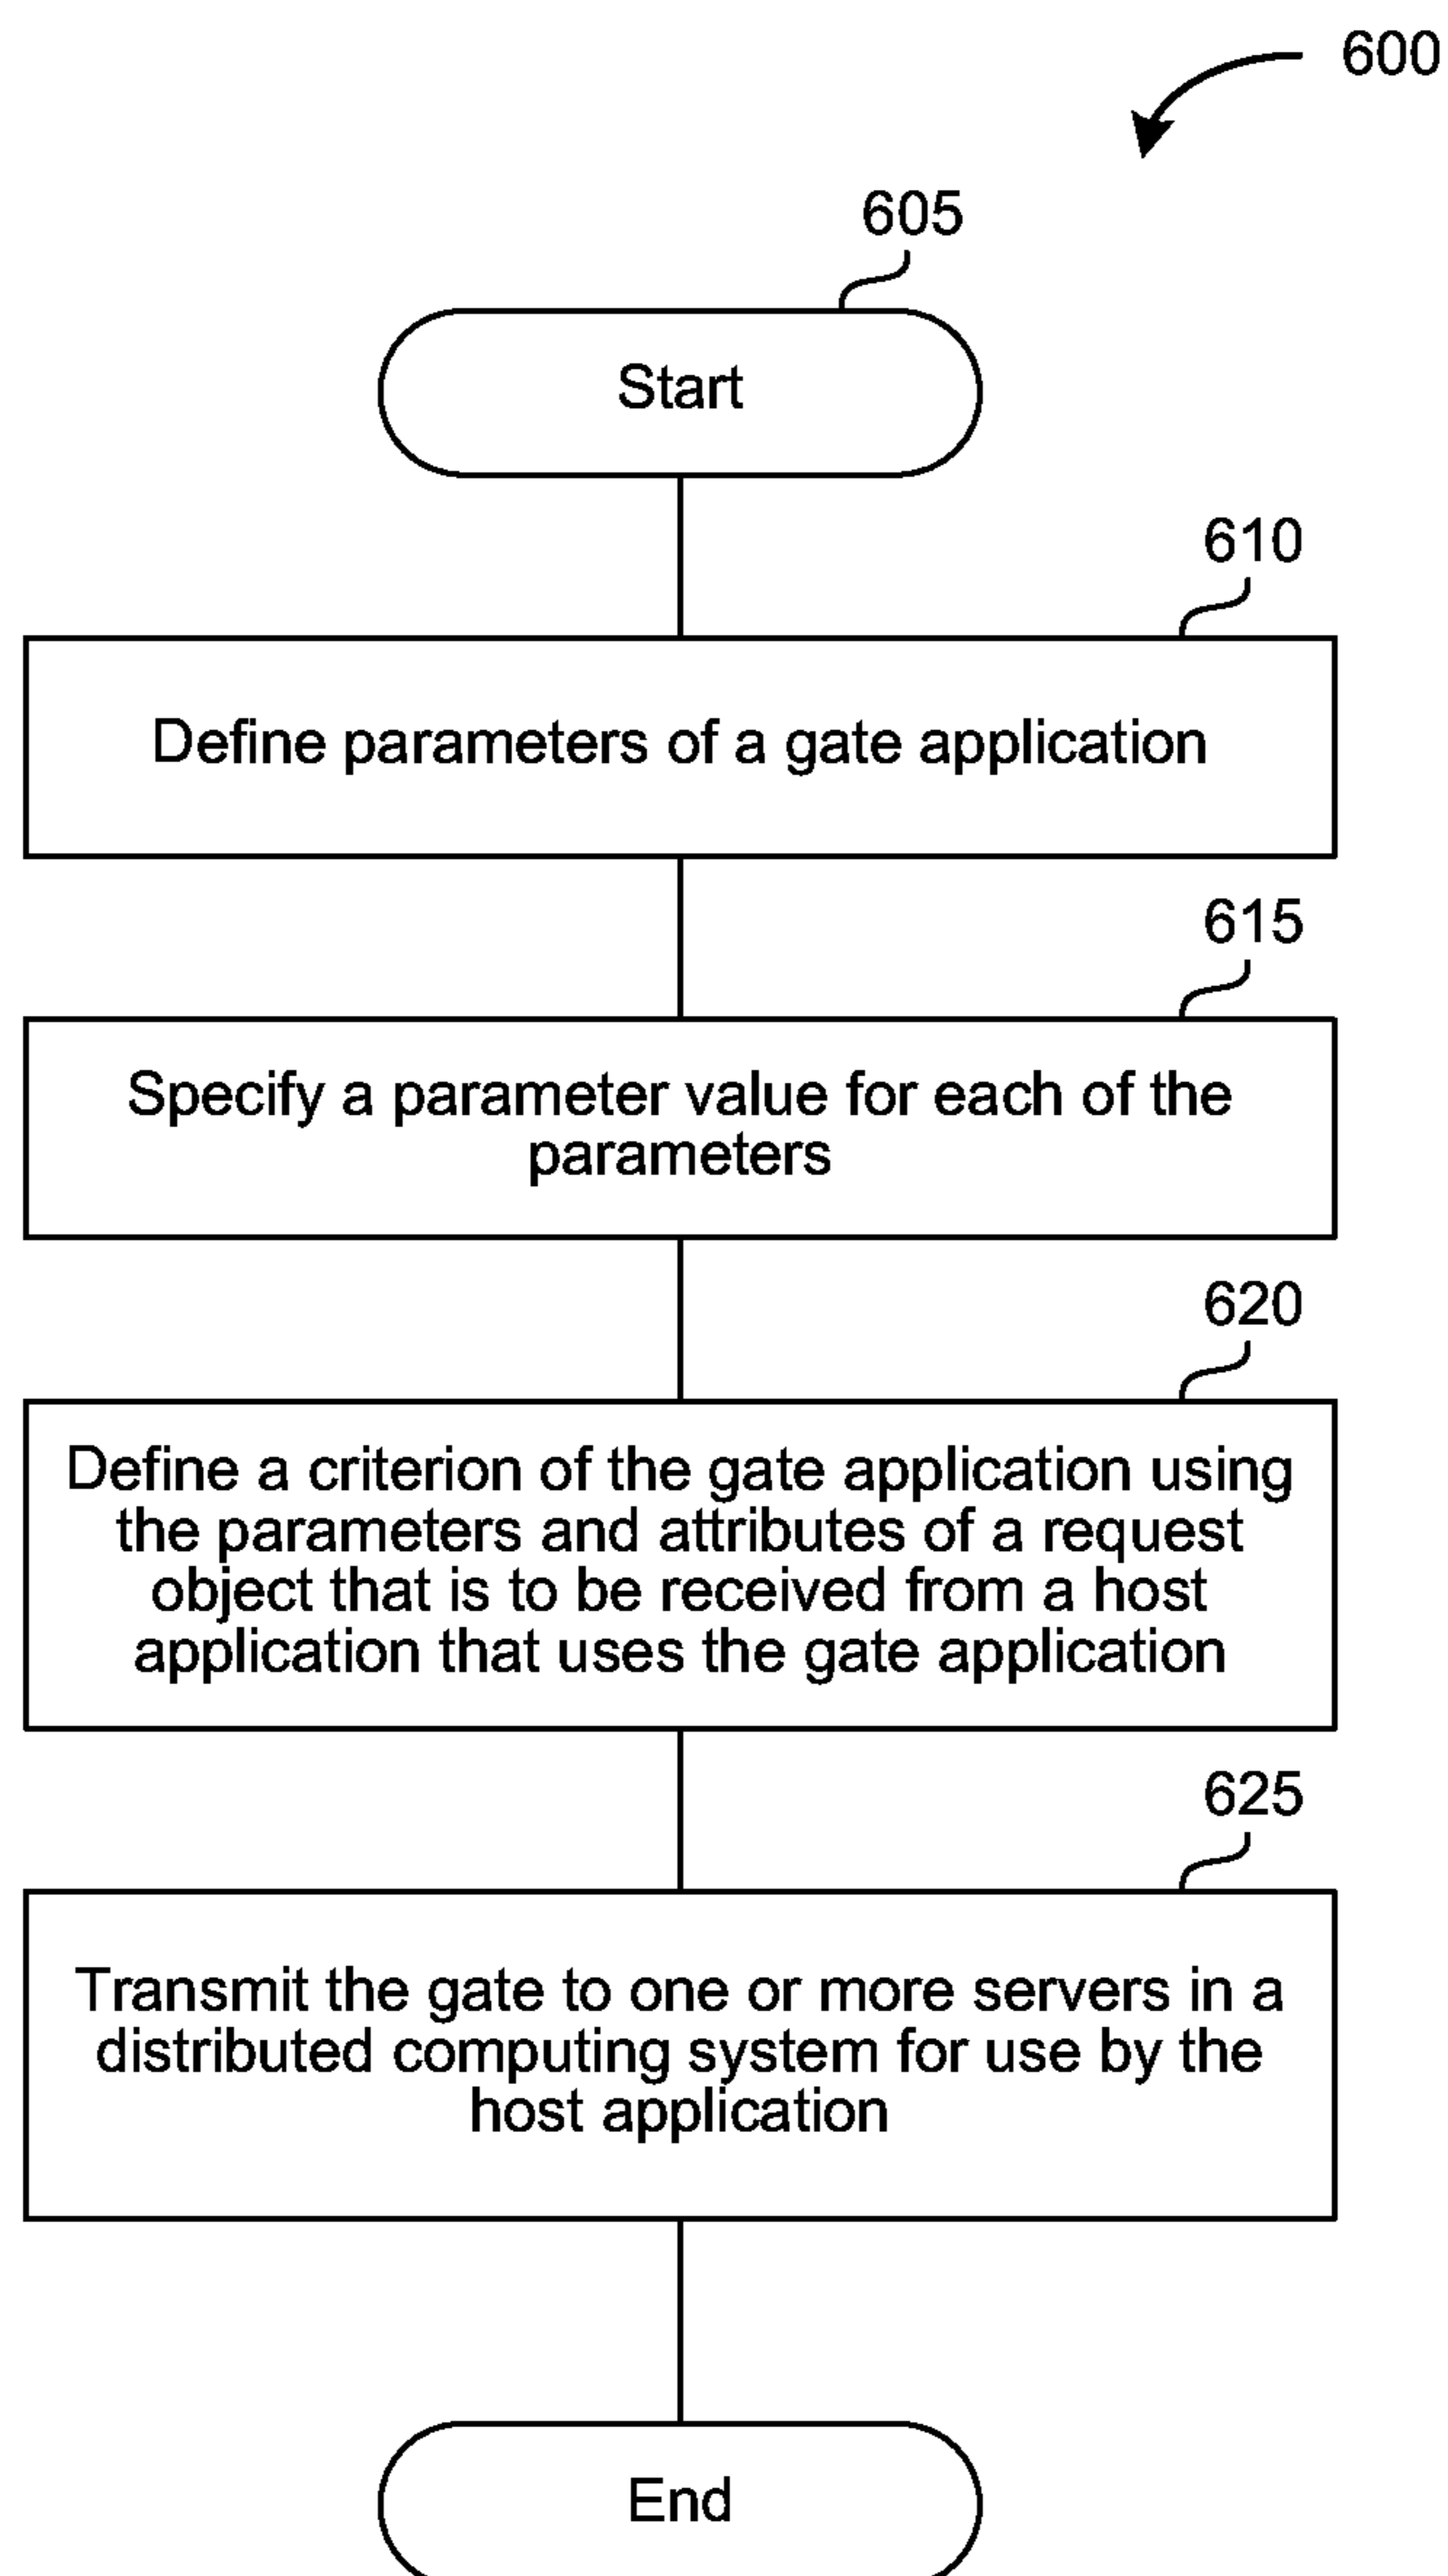 600
605
Start
610
Define parameters of a gate application
615
Specify a parameter value for each of the
parameters
620
Define a criterion of the gate application using
the parameters and attributes of a request
object that is to be received from a host
application that uses the gate application
625
Transmit the gate to one or more servers in a
distributed computing system for use by the
host application
End